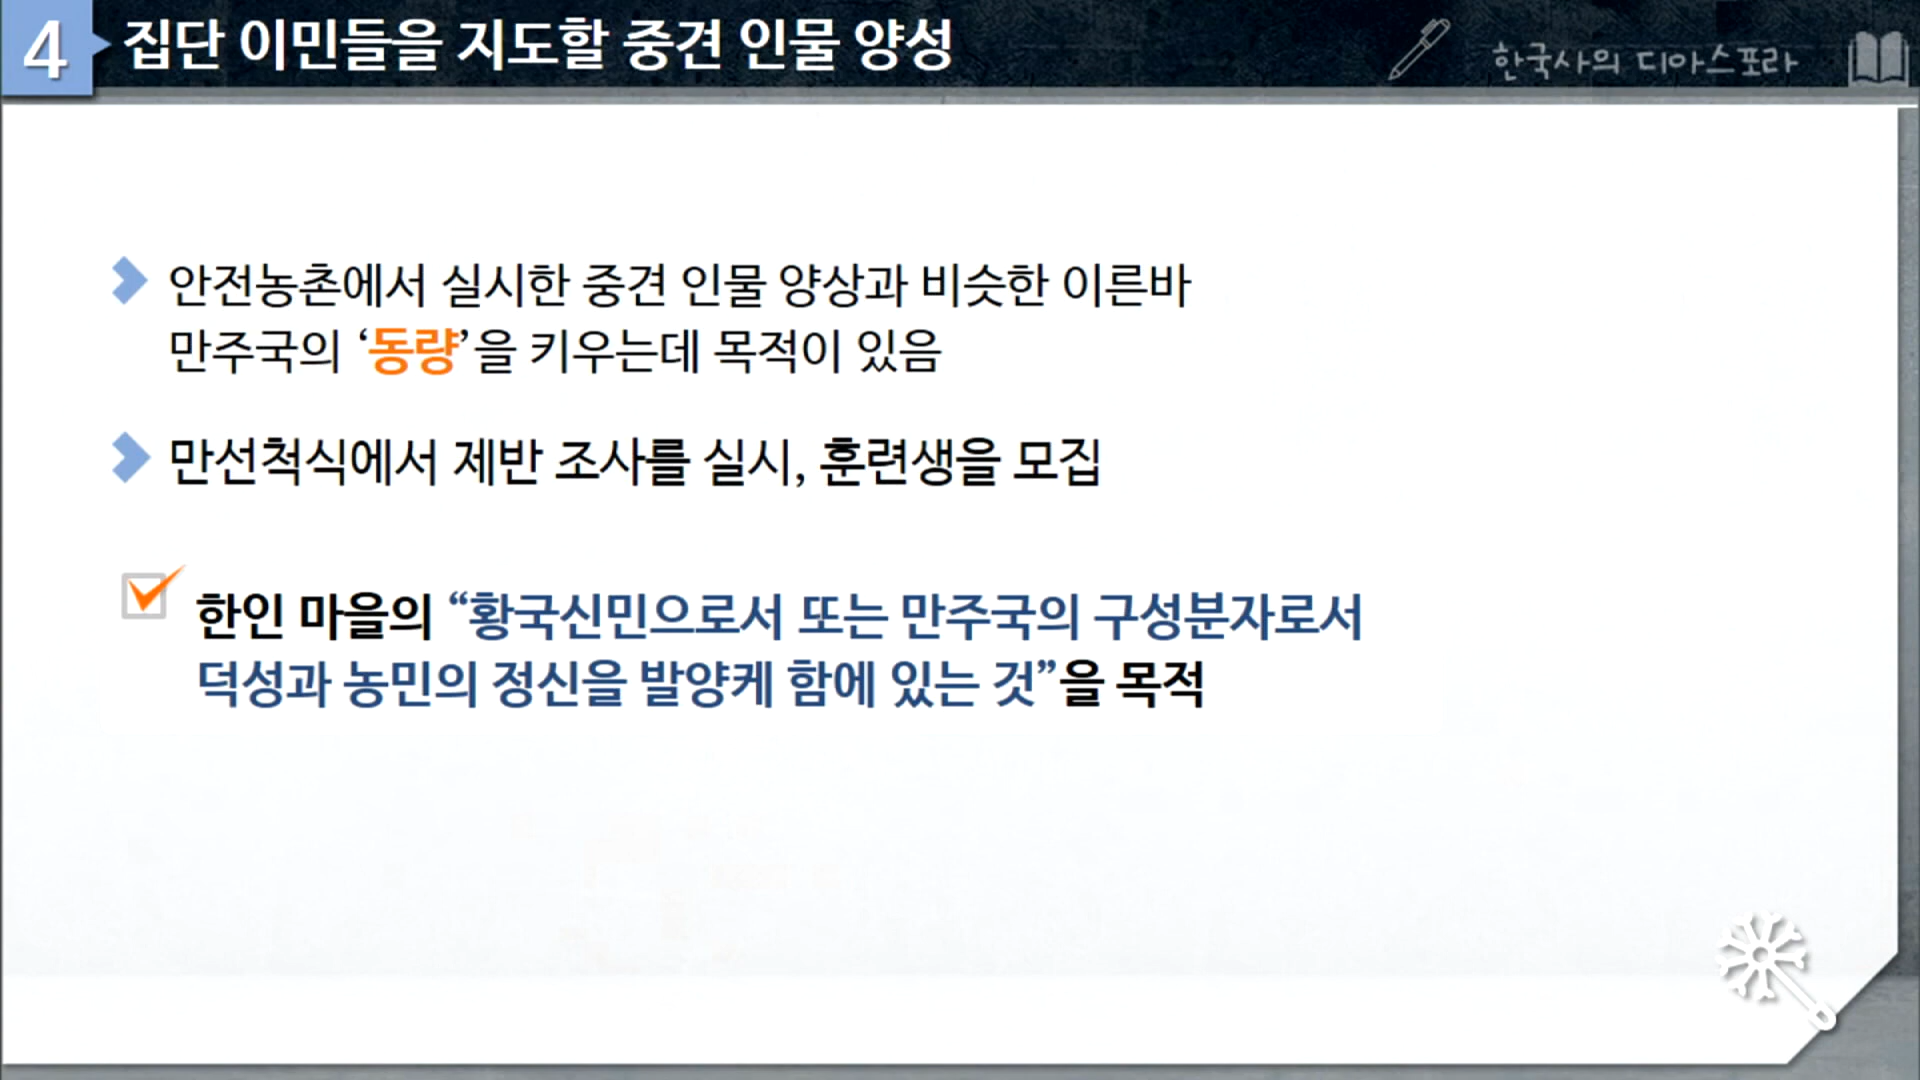 4
집단 이민들을 지도할 중견 인물 양성
한국사의 디아스포라
안전농촌에서 실시한 중견 인물 양상과 비슷한 이른바
만주국의 ‘동량’을 키우는데 목적이 있음
만선척식에서 제반 조사를 실시, 훈련생을 모집
한인 마을의 “황국신민으로서 또는 만주국의 구성분자로서
덕성과 농민의 정신을 발양케 함에 있는 것”을 목적